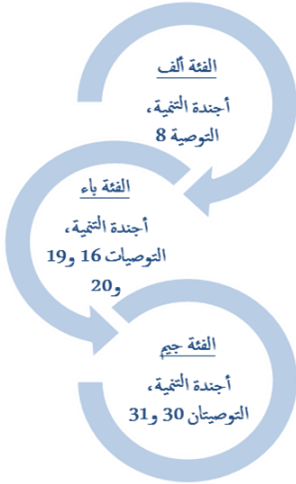 الفئة ألف
أجندة التنمية،
التوصية 8
الفئة باء
أجندة التنمية،
التوصيات 16 و19
و20
الفئة جيم
أجندة التنمية،
التوصيتان 30 و31